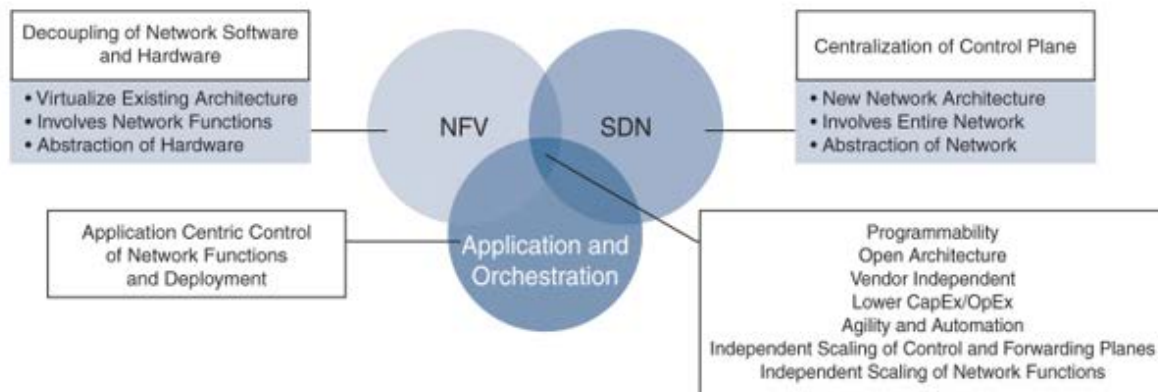 Decoupling of Network Software
and Hardware
• Virtualize Existing Architecture
• Involves Network Functions
• Abstraction of Hardware
NFV
SDN
Centralization of Control Plane
• New Network Architecture
• Involves Entire Network
• Abstraction of Network
Application Centric Control
of Network Functions
and Deployment
Application and
Orchestration
Programmability
Open Architecture
Vendor Independent
Lower CapEx/OpEx
Agility and Automation
Independent Scaling of Control and Forwarding Planes
Independent Scaling of Network Functions